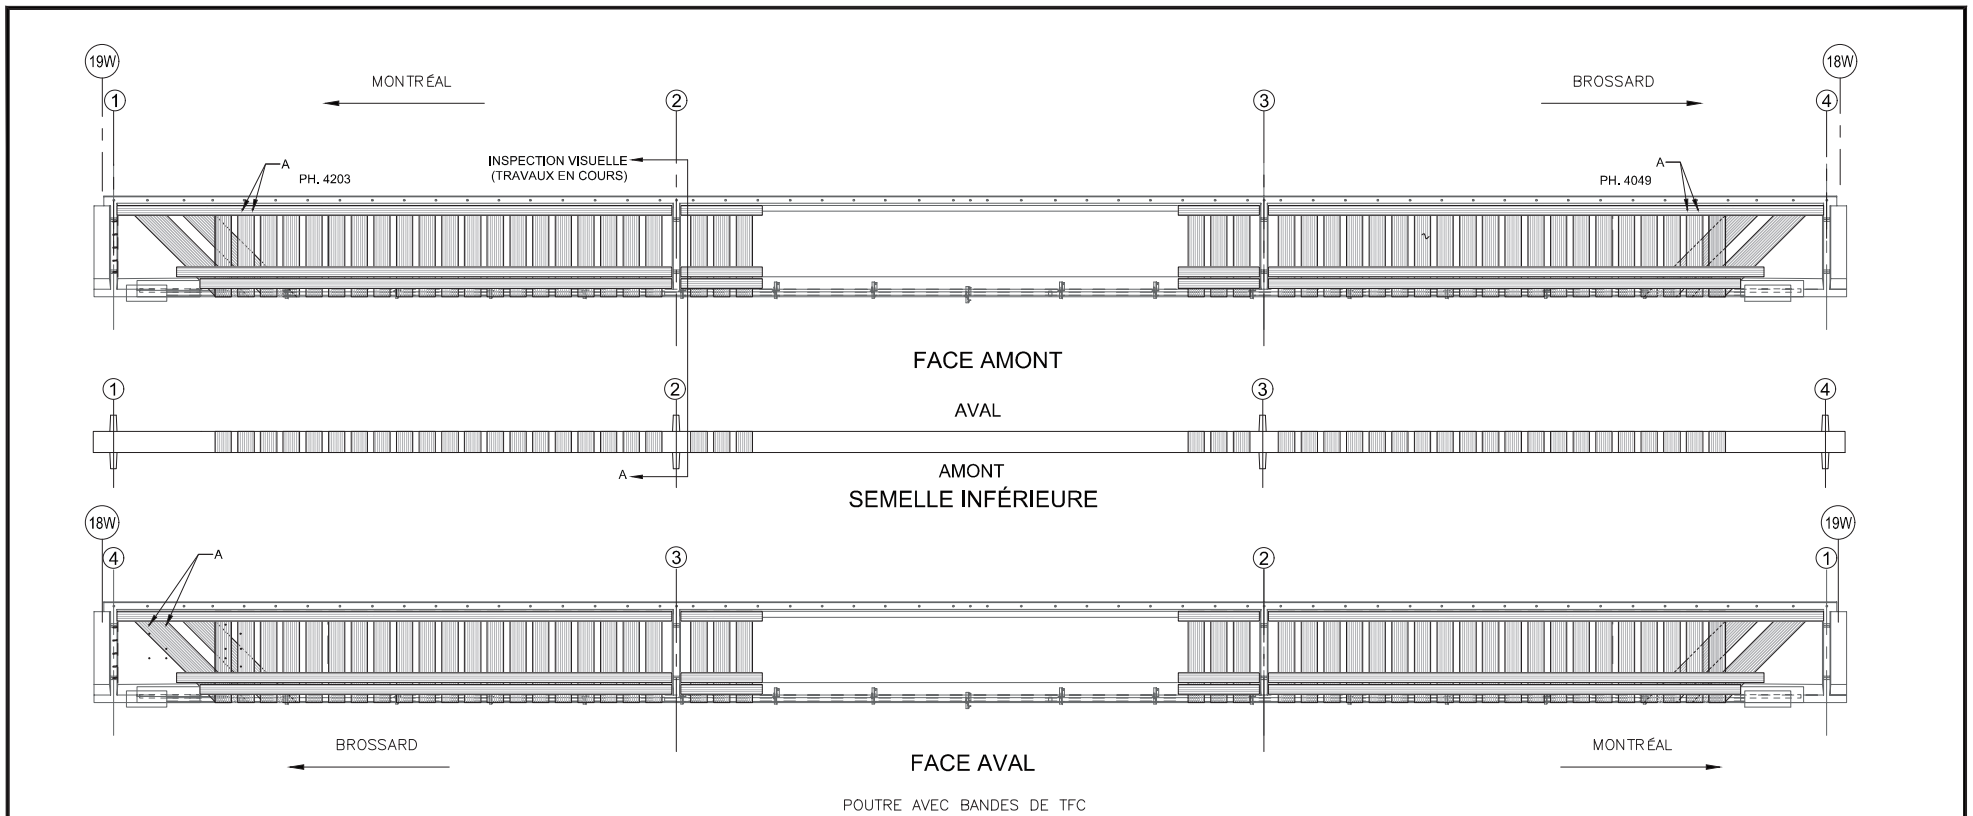 19W
18W
MONTRÉAL
BROSSARD
1
2
3
4
A
PH. 4203
INSPECTION VISUELLE
(TRAVAUX EN COURS)
A
PH. 4049
FACE AMONT
1
2
3
4
AVAL
A
AMONT
SEMELLE INFÉRIEURE
18W
19W
4
3
2
1
A
BROSSARD
MONTRÉAL
FACE AVAL
POUTRE AVEC BANDES DE TFC